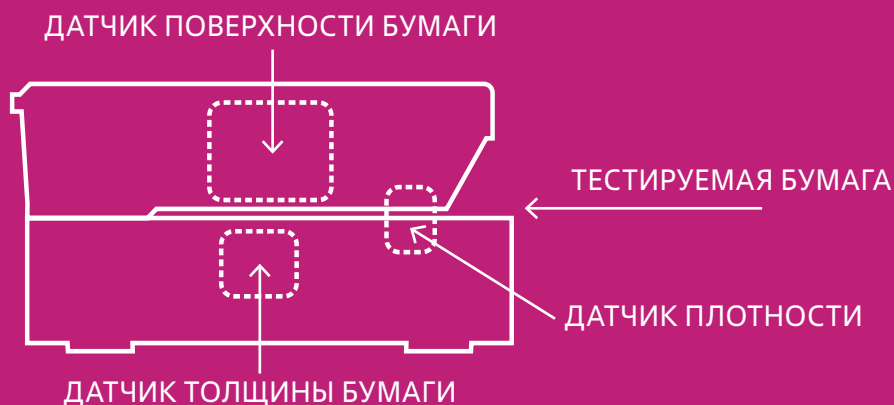 ДАТЧИК ПОВЕРХНОСТИ БУМАГИ
ТЕСТИРУЕМАЯ БУМАГА
ДАТЧИК ПЛОТНОСТИ
ДАТЧИК ТОЛЩИНЫ БУМАГИ